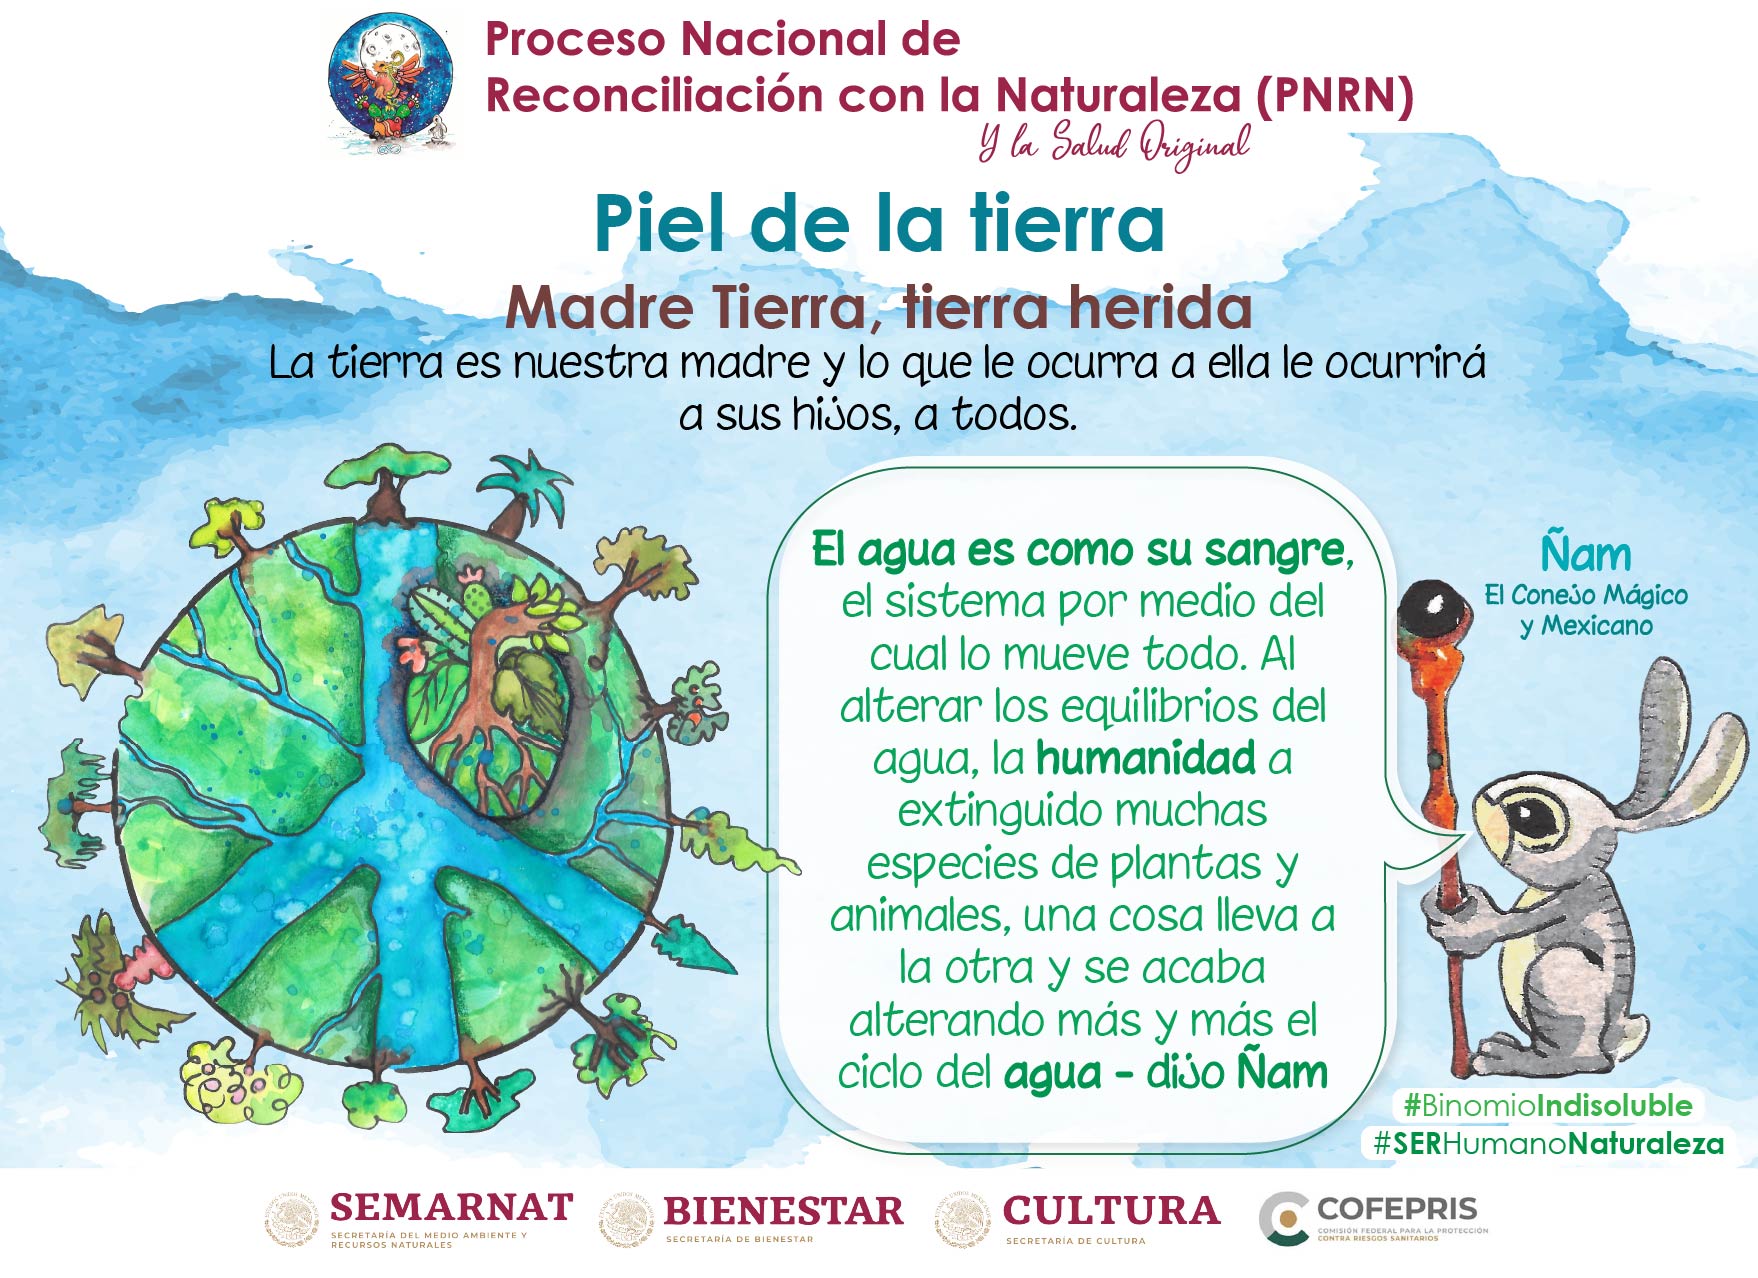 Proceso Nacional de
Reconciliación con la Naturaleza (PNRN)
Y la Salud Original
Piel de la tierra
Madre Tierra, tierra herida
La tierra es nuestra madre y lo que le ocurra a ella le ocurrirá
a sus hijos, a todos.
El agua es como su sangre,
el sistema por medio del
cual lo mueve todo. Al
alterar los equilibrios del
agua, la humanidad a
extinguido muchas
especies de plantas y
animales, una cosa lleva a
la otra y se acaba
alterando más y más el
ciclo del agua - dijo Ñam
Ñam
El Conejo Mágico
y Mexicano
#BinomioIndisoluble
#SERHumanoNaturaleza
SEMARNAT
SECRETARÍA DEL MEDIO AMBIENTE Y
RECURSOS NATURALES
BIENESTAR
SECRETARÍA DE BIENESTAR
CULTURA
SECRETARÍA DE CULTURA
COFEPRIS
COMISIÓN FEDERAL PARA LA PROTECCIÓN
CONTRA RIESGOS SANITARIOS